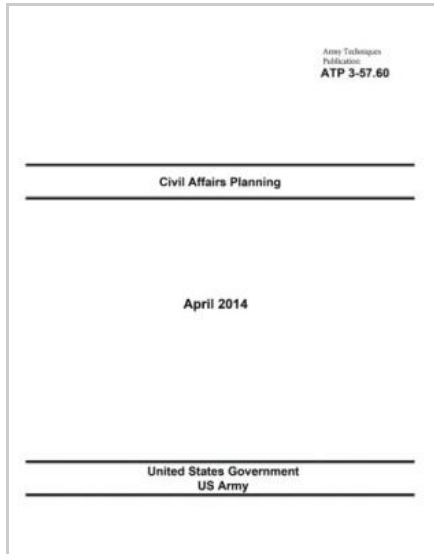 Army Techniques
Publication
ATP 3-57.60
Civil Affairs Planning
April 2014
United States Government
US Army